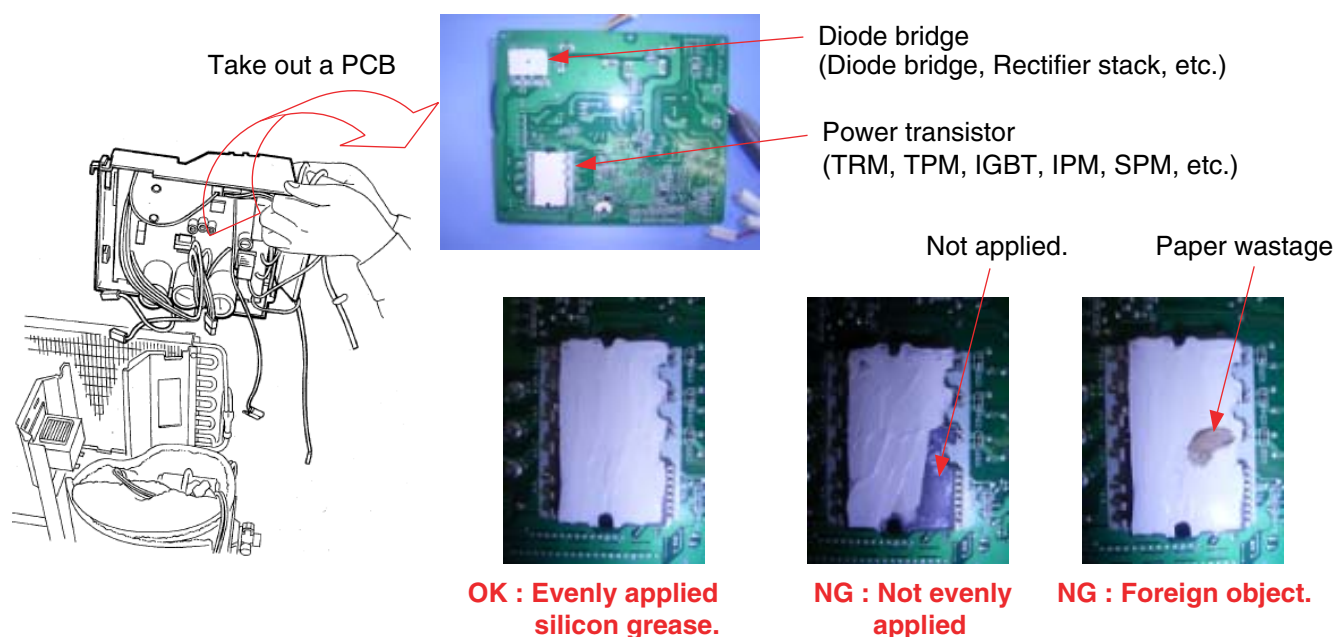 Take out a PCB
Diode bridge
(Diode bridge, Rectifier stack, etc.)
Power transistor
(TRM, TPM, IGBT, IPM, SPM, etc.)
Not applied.
Paper wastage
OK : Evenly applied
silicon grease.
NG : Not evenly
applied
NG : Foreign object.